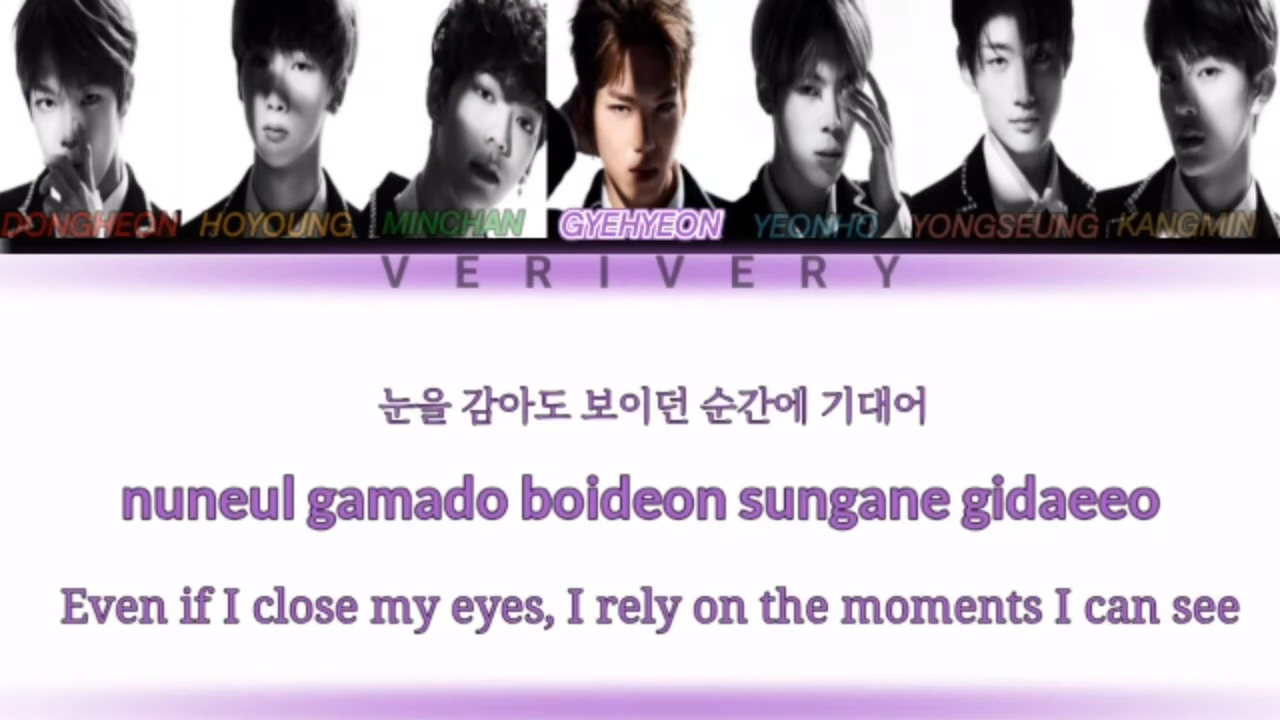 DONGHEON HOYOUNG MINCHAN GYEHYEON YEONHO YONGSEUNG KANGMIN
VERIVERY
눈을 감아도 보이던 순간에 기대어
nuneul gamado boideon sungane gidaeeo
Even if I close my eyes, I rely on the moments I can see